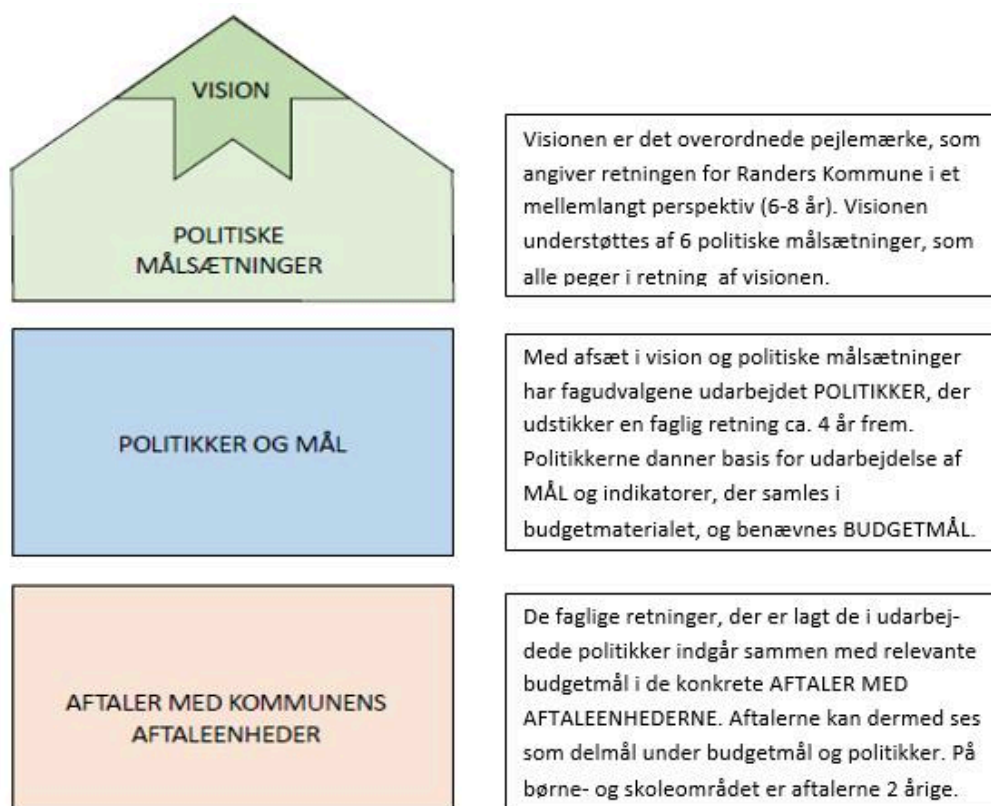 VISION
POLITISKE
MÅLSÆTNINGER
Visionen er det overordnede pejlemærke, som
angiver retningen for Randers Kommune i et
mellemlangt perspektiv (6-8 år). Visionen
understøttes af 6 politiske målsætninger, som
alle peger i retning af visionen.
POLITIKKER OG MÅL
Med afsæt i vision og politiske målsætninger
har fagudvalgene udarbejdet POLITIKKER, der
udstikker en faglig retning ca. 4 år frem.
Politikkerne danner basis for udarbejdelse af
MÅL og indikatorer, der samles i
budgetmaterialet, og benævnes BUDGETMÅL.
AFTALER MED KOMMUNENS
AFTALEENHEDER
De faglige retninger, der er lagt de i udarbej-
dede politikker indgår sammen med relevante
budgetmål i de konkrete AFTALER MED
AFTALEENHEDERNE. Aftalerne kan dermed ses
som delmål under budgetmål og politikker. På
børne- og skoleområdet er aftalerne 2 årige.